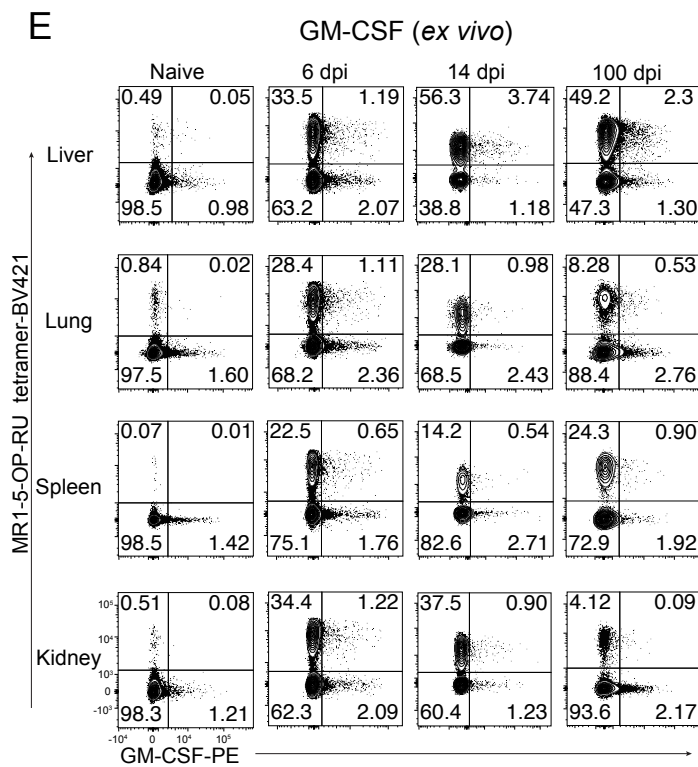 E
GM-CSF (ex vivo)
Naive 6 dpi 14 dpi 100 dpi
MR1-5-OP-RU tetramer-BV421
Liver
0.49 0.05 33.5 1.19 56.3 3.74 49.2 2.3
98.5 0.98 63.2 2.07 38.8 1.18 47.3 1.30
Lung
0.84 0.02 28.4 1.11 28.1 0.98 8.28 0.53
97.5 1.60 68.2 2.36 68.5 2.43 88.4 2.76
Spleen
0.07 0.01 22.5 0.65 14.2 0.54 24.3 0.90
98.5 1.42 75.1 1.76 82.6 2.71 72.9 1.92
Kidney
0.51 0.08 34.4 1.22 37.5 0.90 4.12 0.09
10⁵
10⁴
10³
0
-10³
98.3 1.21 62.3 2.09 60.4 1.23 93.6 2.17
-10⁴ 0 10⁴ 10⁵
GM-CSF-PE